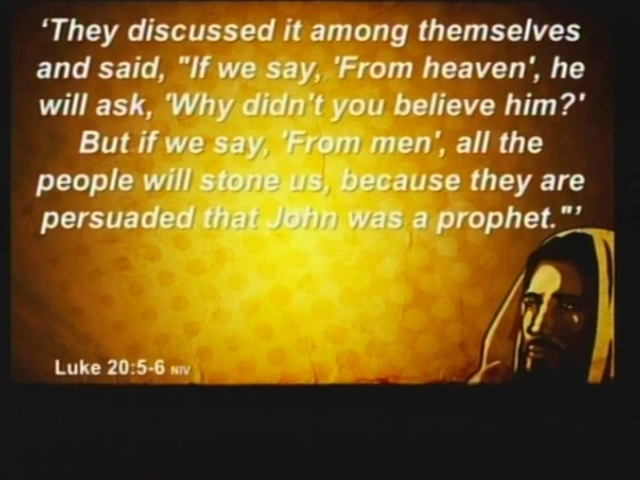 ‘They discussed it among themselves
and said, "If we say, 'From heaven', he
will ask, 'Why didn't you believe him?'
But if we say, 'From men', all the
people will stone us, because they are
persuaded that John was a prophet."’
Luke 20:5-6 NIV